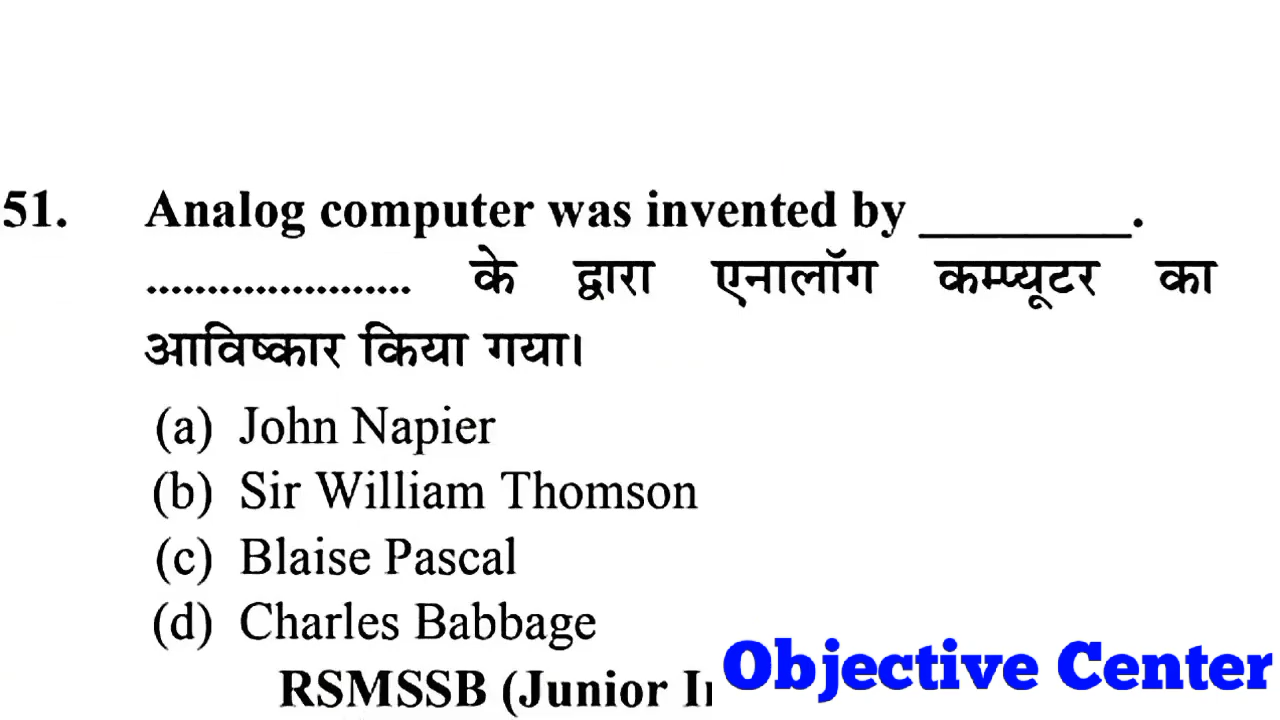 51. Analog computer was invented by ________.
...................... के द्वारा एनालॉग कम्प्यूटर का
आविष्कार किया गया।
(a) John Napier
(b) Sir William Thomson
(c) Blaise Pascal
(d) Charles Babbage
RSMSSB (Junior
Objective Center